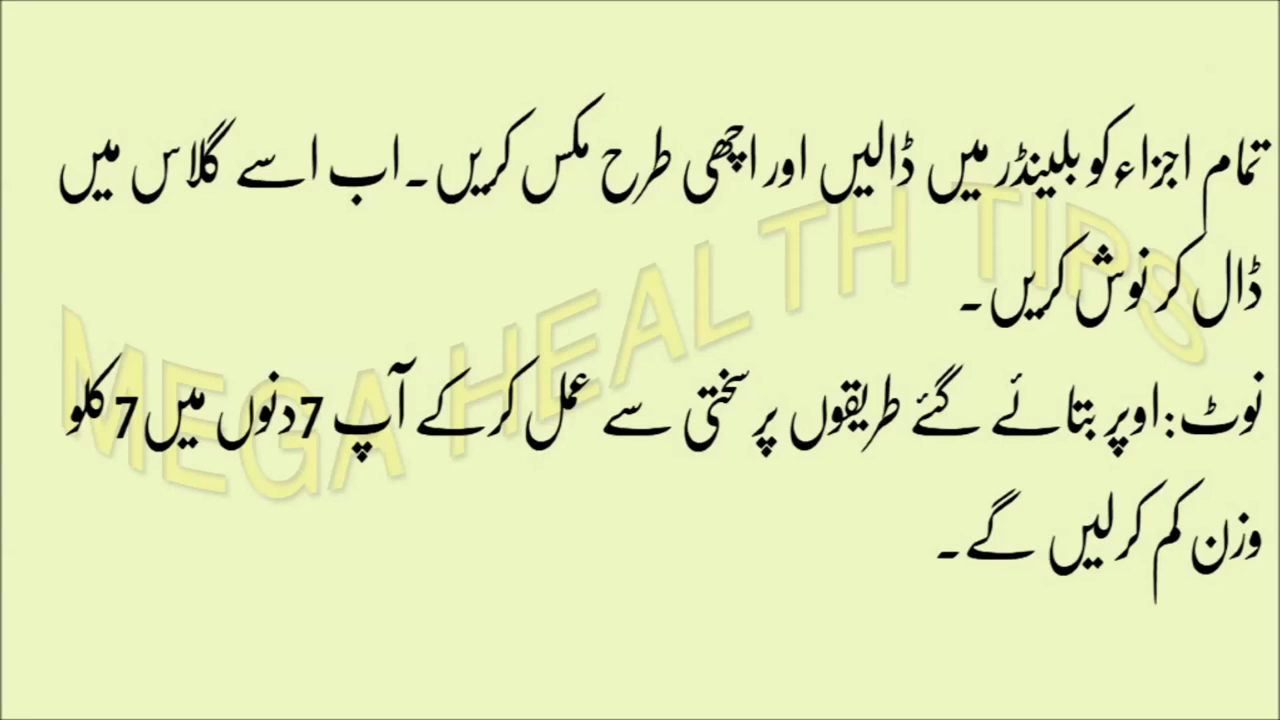 تمام اجزاء کو بلینڈر میں ڈالیں اور اچھی طرح مکس کریں۔ اب اسے گلاس میں
ڈال کر نوش کریں۔
نوٹ: اوپر بتائے گئے طریقوں پر سختی سے عمل کر کے آپ 7 دنوں میں 7 کلو
وزن کم کر لیں گے۔
MEGA HEALTH TIPS